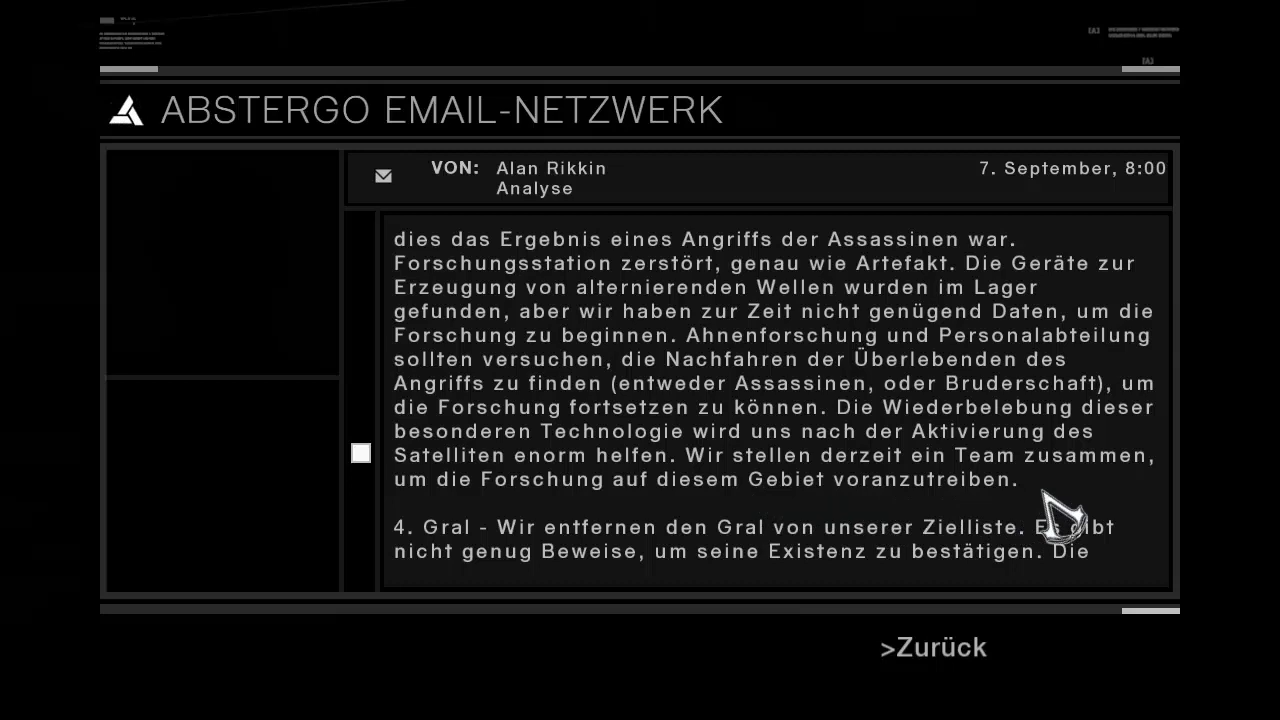 ABSTERGO EMAIL-NETZWERK
VON: Alan Rikkin 7. September, 8:00
Analyse
dies das Ergebnis eines Angriffs der Assassinen war.
Forschungsstation zerstört, genau wie Artefakt. Die Geräte zur
Erzeugung von alternierenden Wellen wurden im Lager
gefunden, aber wir haben zur Zeit nicht genügend Daten, um die
Forschung zu beginnen. Ahnenforschung und Personalabteilung
sollten versuchen, die Nachfahren der Überlebenden des
Angriffs zu finden (entweder Assassinen, oder Bruderschaft), um
die Forschung fortsetzen zu können. Die Wiederbelebung dieser
besonderen Technologie wird uns nach der Aktivierung des
Satelliten enorm helfen. Wir stellen derzeit ein Team zusammen,
um die Forschung auf diesem Gebiet voranzutreiben.
4. Gral - Wir entfernen den Gral von unserer Zielliste. Es gibt
nicht genug Beweise, um seine Existenz zu bestätigen. Die
>Zurück